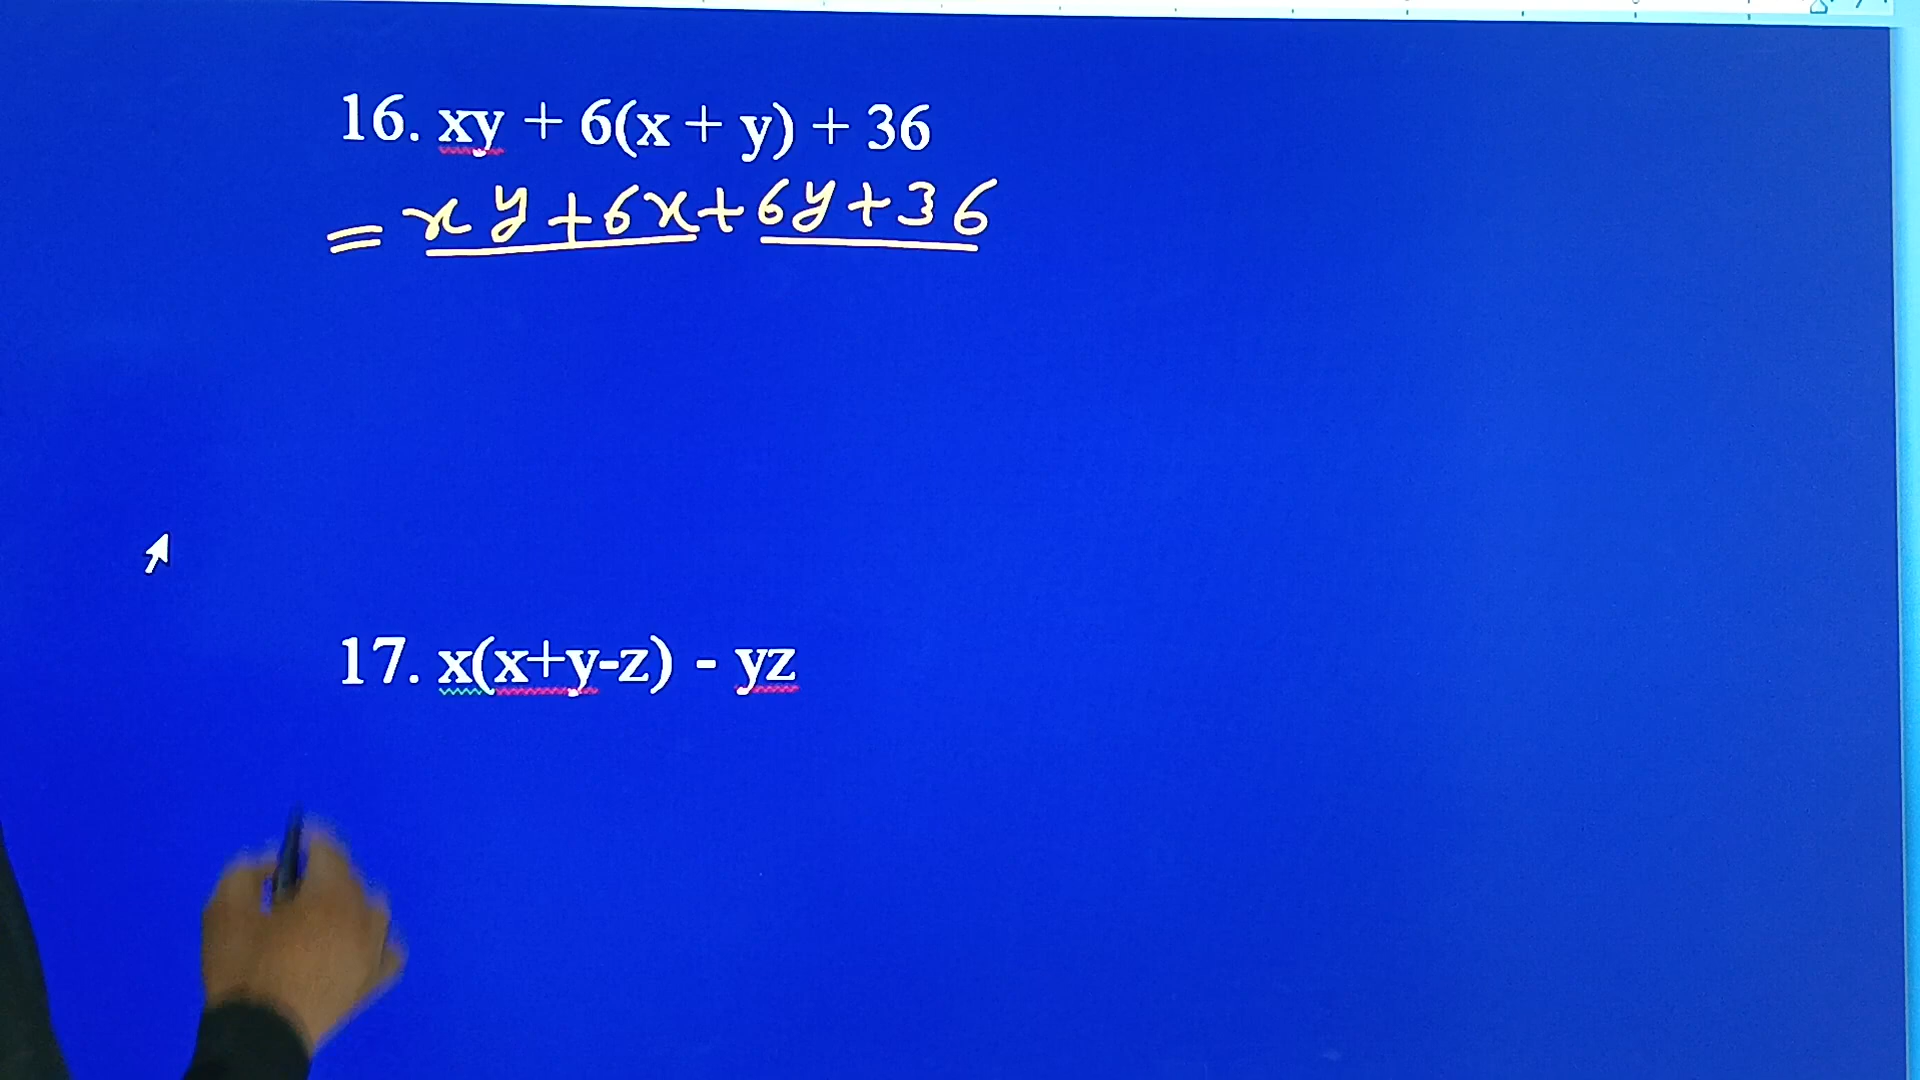 16. xy + 6(x + y) + 36
= xy + 6x + 6y + 36
17. x(x+y-z) - yz